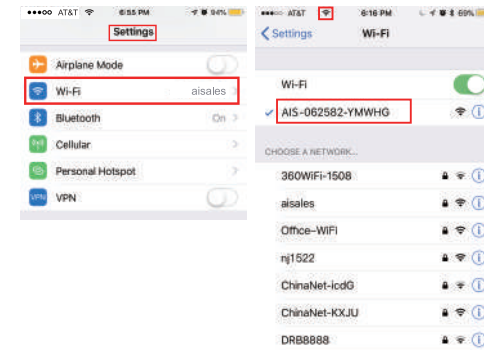 AT&T 6:55 PM 94%
Settings
Airplane Mode
Wi-Fi aisales
Bluetooth On
Cellular
Personal Hotspot
VPN VPN
AT&T 6:16 PM 69%
Settings Wi-Fi
Wi-Fi
AIS-062582-YMWHG
CHOOSE A NETWORK...
360WiFi-1508
aisales
Office-WiFi
nj1522
ChinaNet-icdG
ChinaNet-KXJU
DRB8888